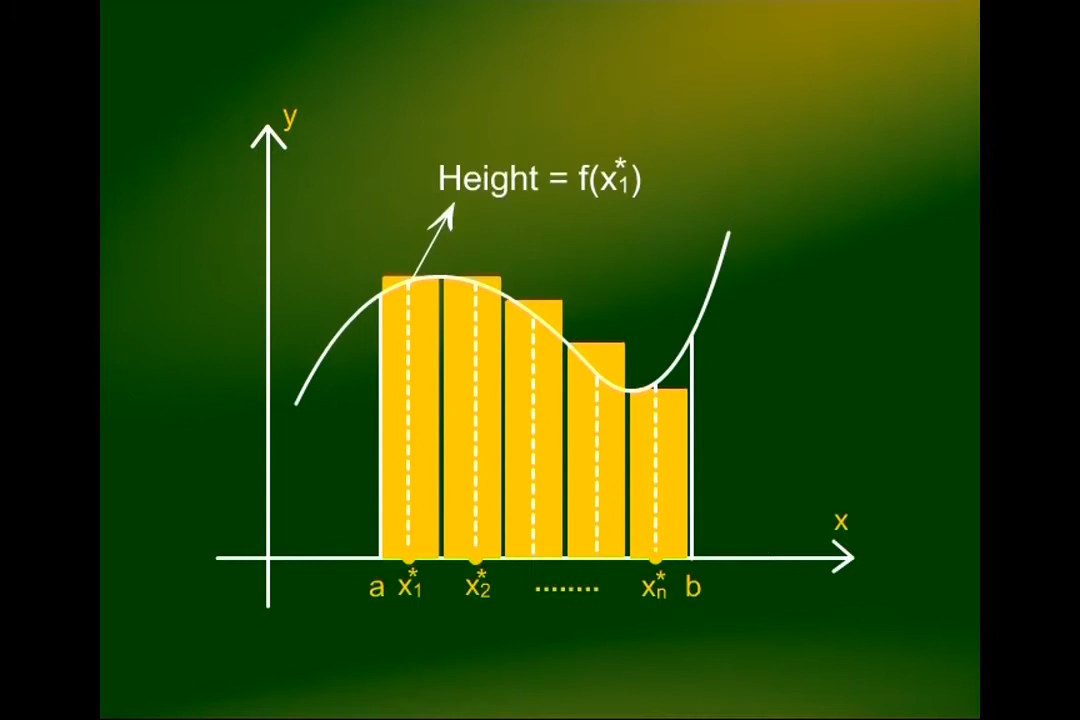 y
Height = f(x₁*)
x
a x₁* x₂* ........ xₙ* b